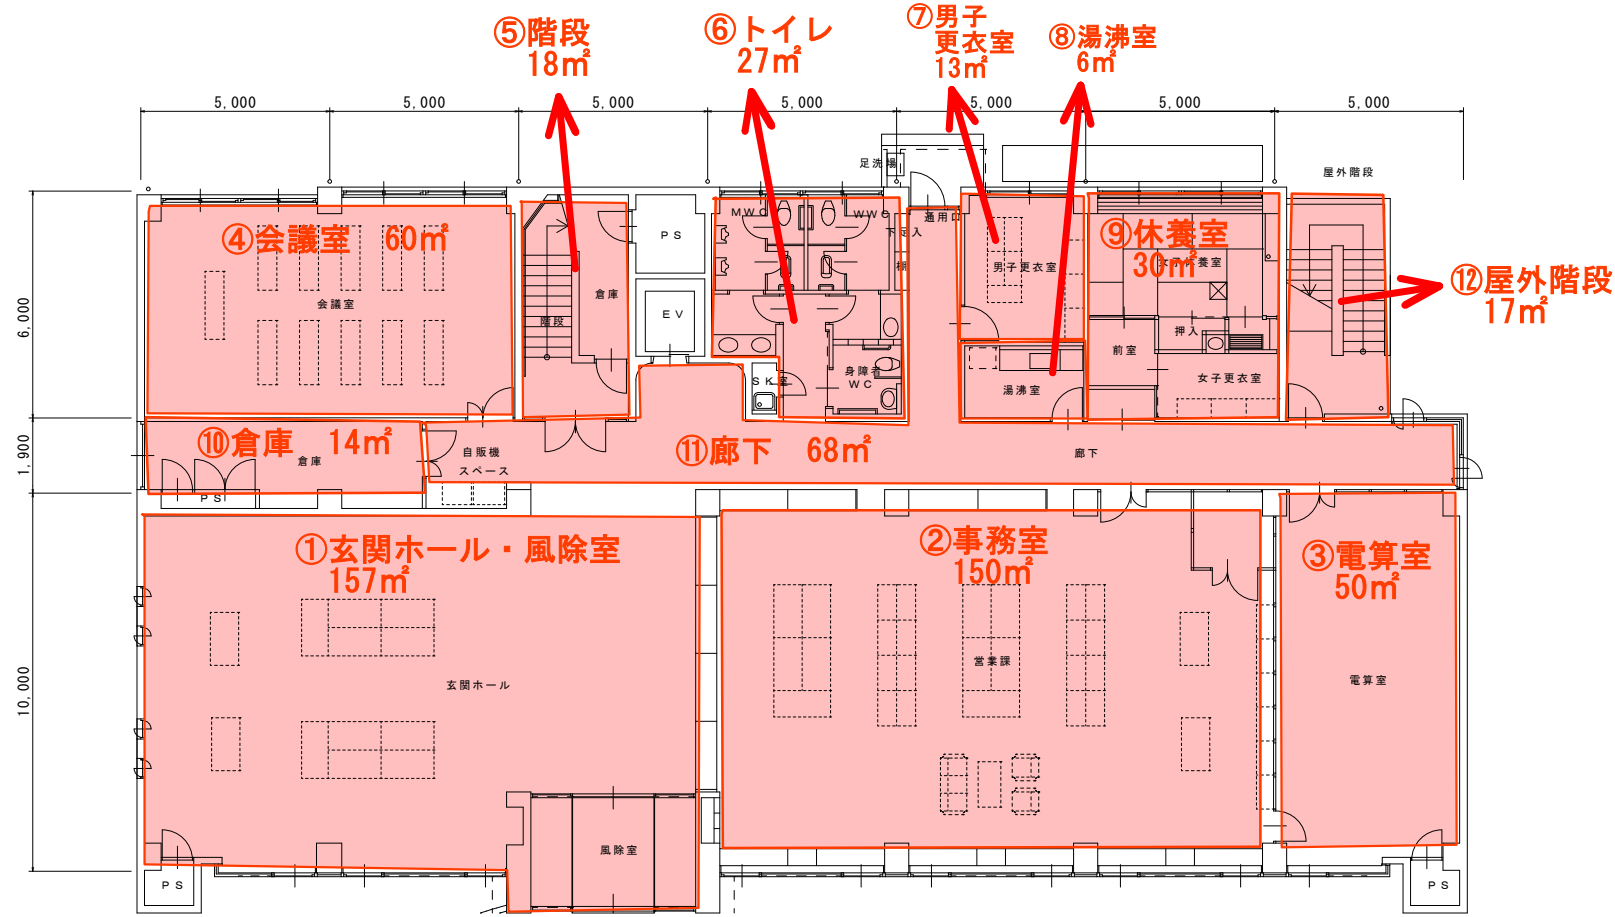 ⑤階段
18㎡
⑥トイレ
27㎡
⑦男子
更衣室
13㎡
⑧湯沸室
6㎡
5,000
5,000
5,000
5,000
5,000
5,000
5,000
足洗場
屋外階段
④会議室 60㎡
会議室
階段
倉庫
PS
EV
MWC
WWC
下足入
棚
通用口
SK室
身障者
WC
男子更衣室
湯沸室
⑨休養室
30㎡
女子休養室
前室
押入
女子更衣室
⑫屋外階段
17㎡
6,000
1,900
10,000
⑩倉庫 14㎡
倉庫
PS
自販機
スペース
⑪廊下 68㎡
廊下
①玄関ホール・風除室
157㎡
玄関ホール
風除室
PS
②事務室
150㎡
営業課
③電算室
50㎡
電算室
PS